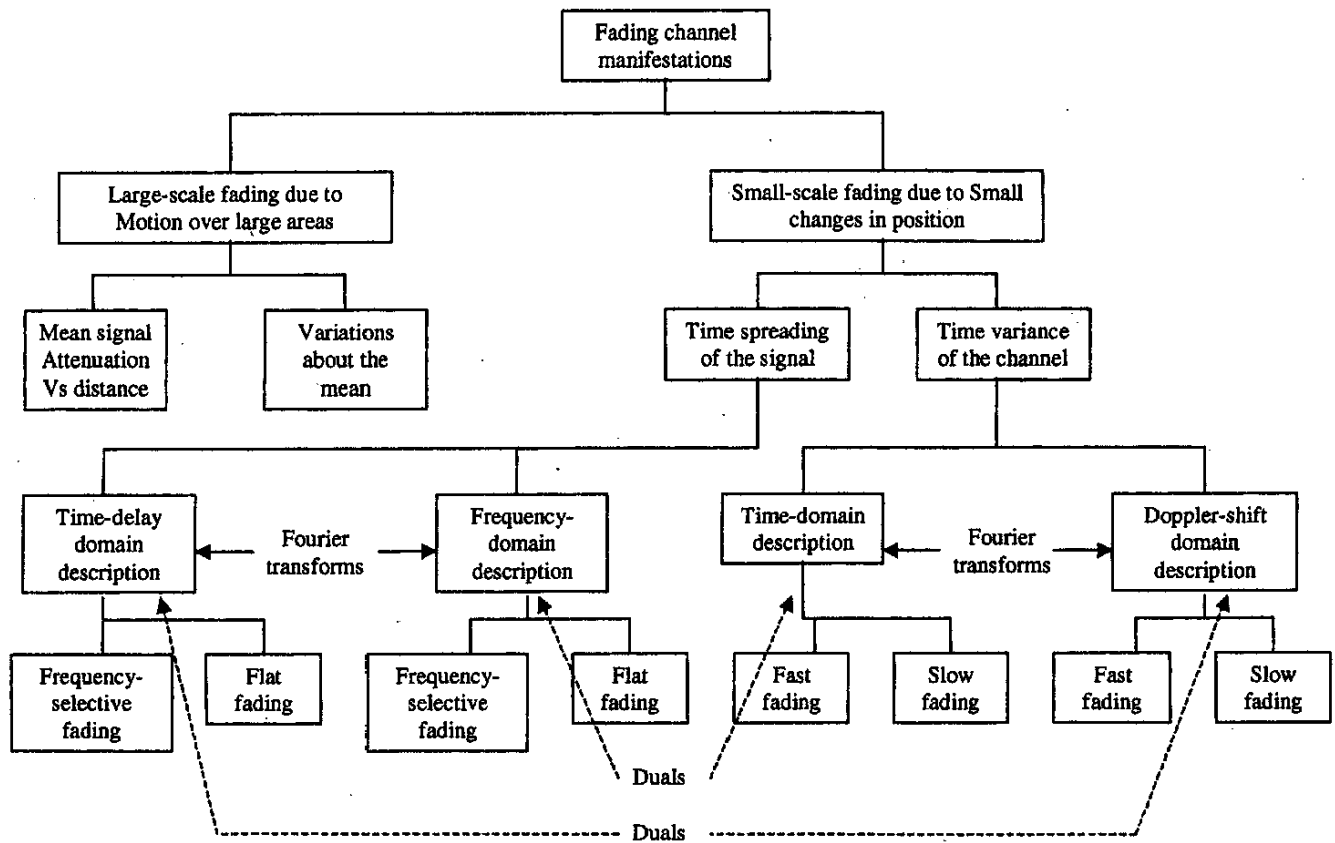 Fading channel
manifestations
Large-scale fading due to
Motion over large areas
Small-scale fading due to Small
changes in position
Mean signal
Attenuation
Vs distance
Variations
about the
mean
Time spreading
of the signal
Time variance
of the channel
Time-delay
domain
description
Fourier
transforms
Frequency-
domain
description
Time-domain
description
Fourier
transforms
Doppler-shift
domain
description
Frequency-
selective
fading
Flat
fading
Frequency-
selective
fading
Flat
fading
Fast
fading
Slow
fading
Fast
fading
Slow
fading
Duals
Duals